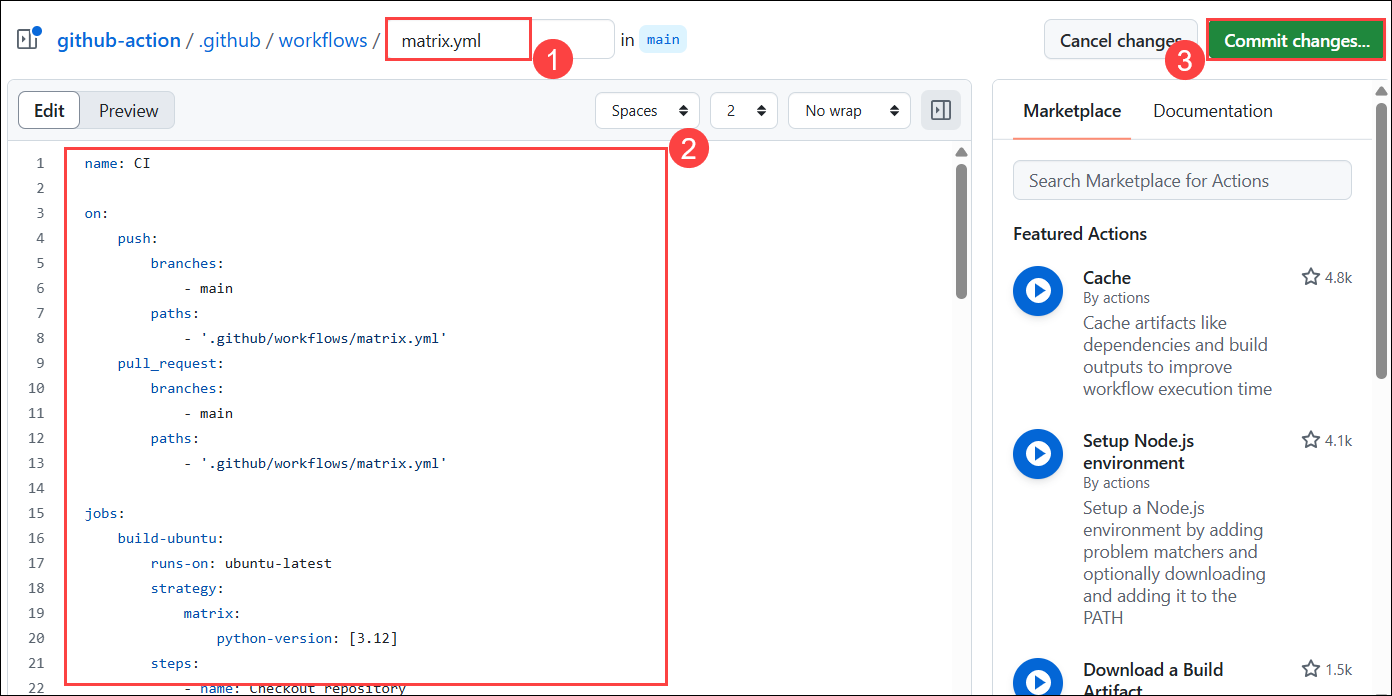 github-action / .github / workflows / matrix.yml in main
Cancel changes
Commit changes...
1
3
Edit
Preview
Spaces
2
No wrap
2
1 name: CI
2
3 on:
4 push:
5 branches:
6 - main
7 paths:
8 - '.github/workflows/matrix.yml'
9 pull_request:
10 branches:
11 - main
12 paths:
13 - '.github/workflows/matrix.yml'
14
15 jobs:
16 build-ubuntu:
17 runs-on: ubuntu-latest
18 strategy:
19 matrix:
20 python-version: [3.12]
21 steps:
22 - name: Checkout repository
Marketplace
Documentation
Search Marketplace for Actions
Featured Actions
Cache
4.8k
By actions
Cache artifacts like
dependencies and build
outputs to improve
workflow execution time
Setup Node.js
4.1k
environment
By actions
Setup a Node.js
environment by adding
problem matchers and
optionally downloading
and adding it to the
PATH
Download a Build
1.5k
Artifact